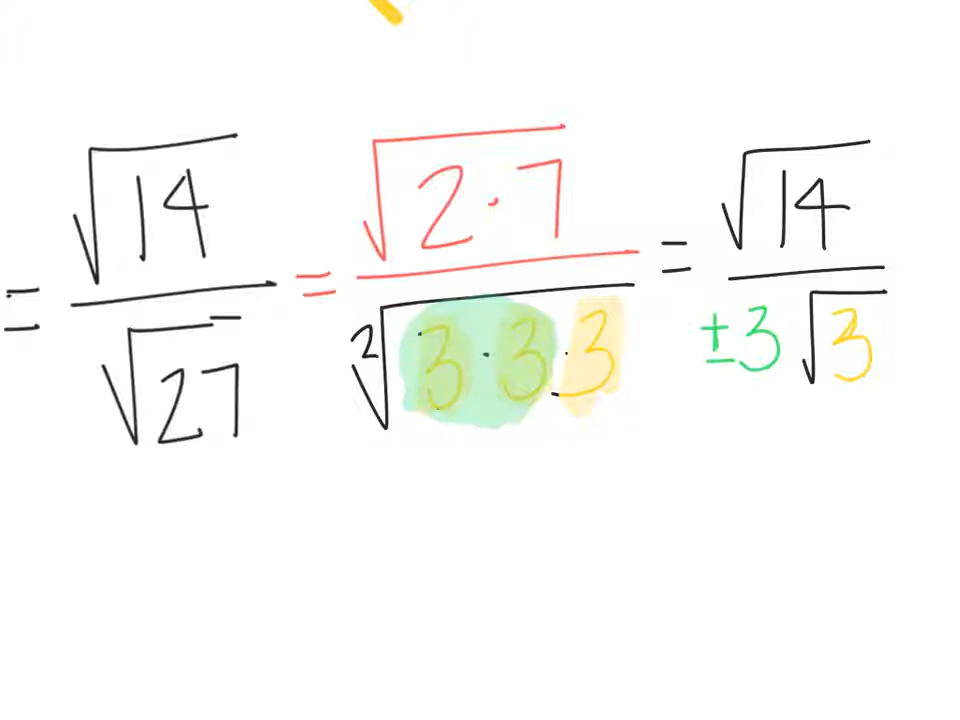 = √14 / √27 = √2·7 / ²√3·3·3 = √14 / ±3√3